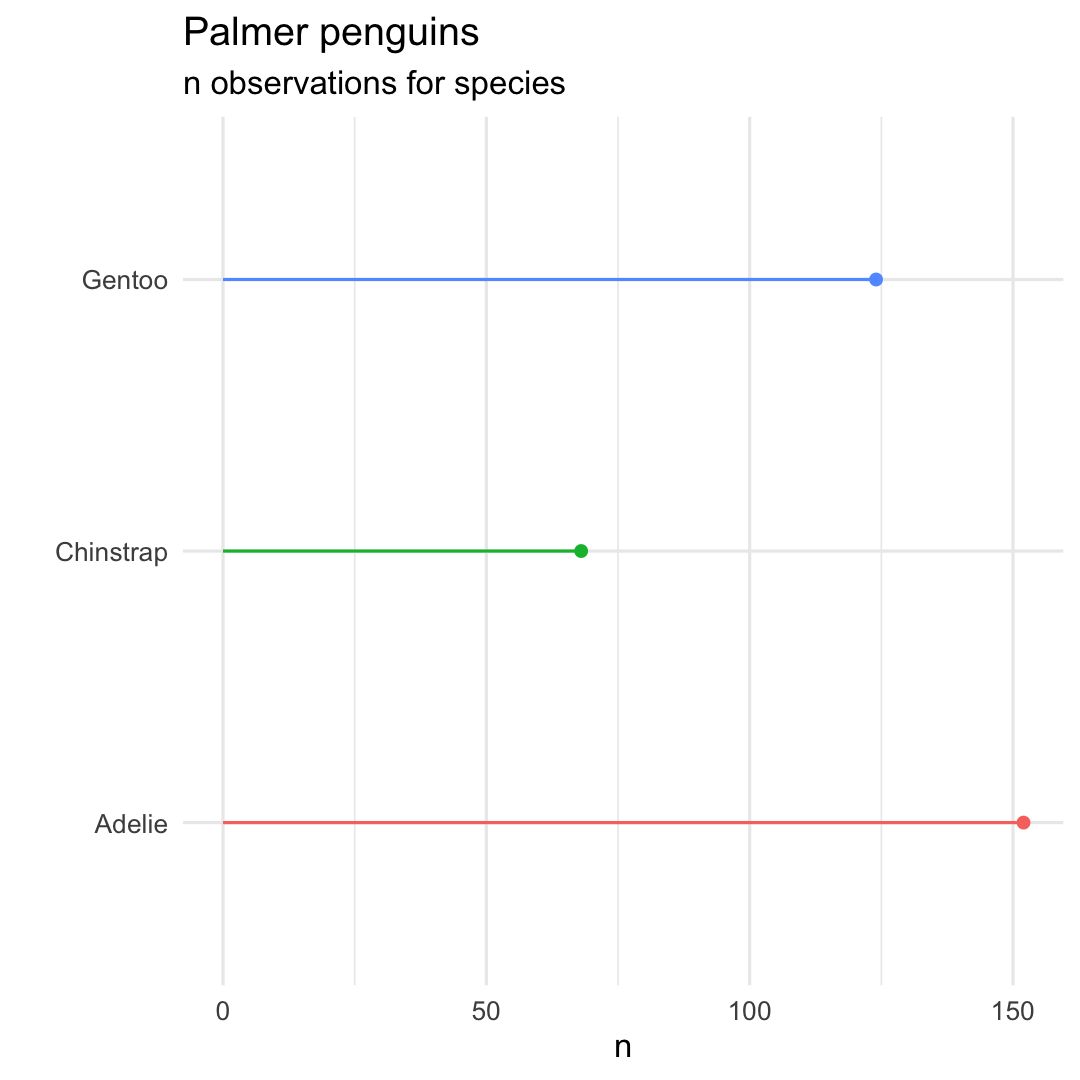 Palmer penguins
n observations for species
Gentoo
Chinstrap
Adelie
0 50 100 150
n